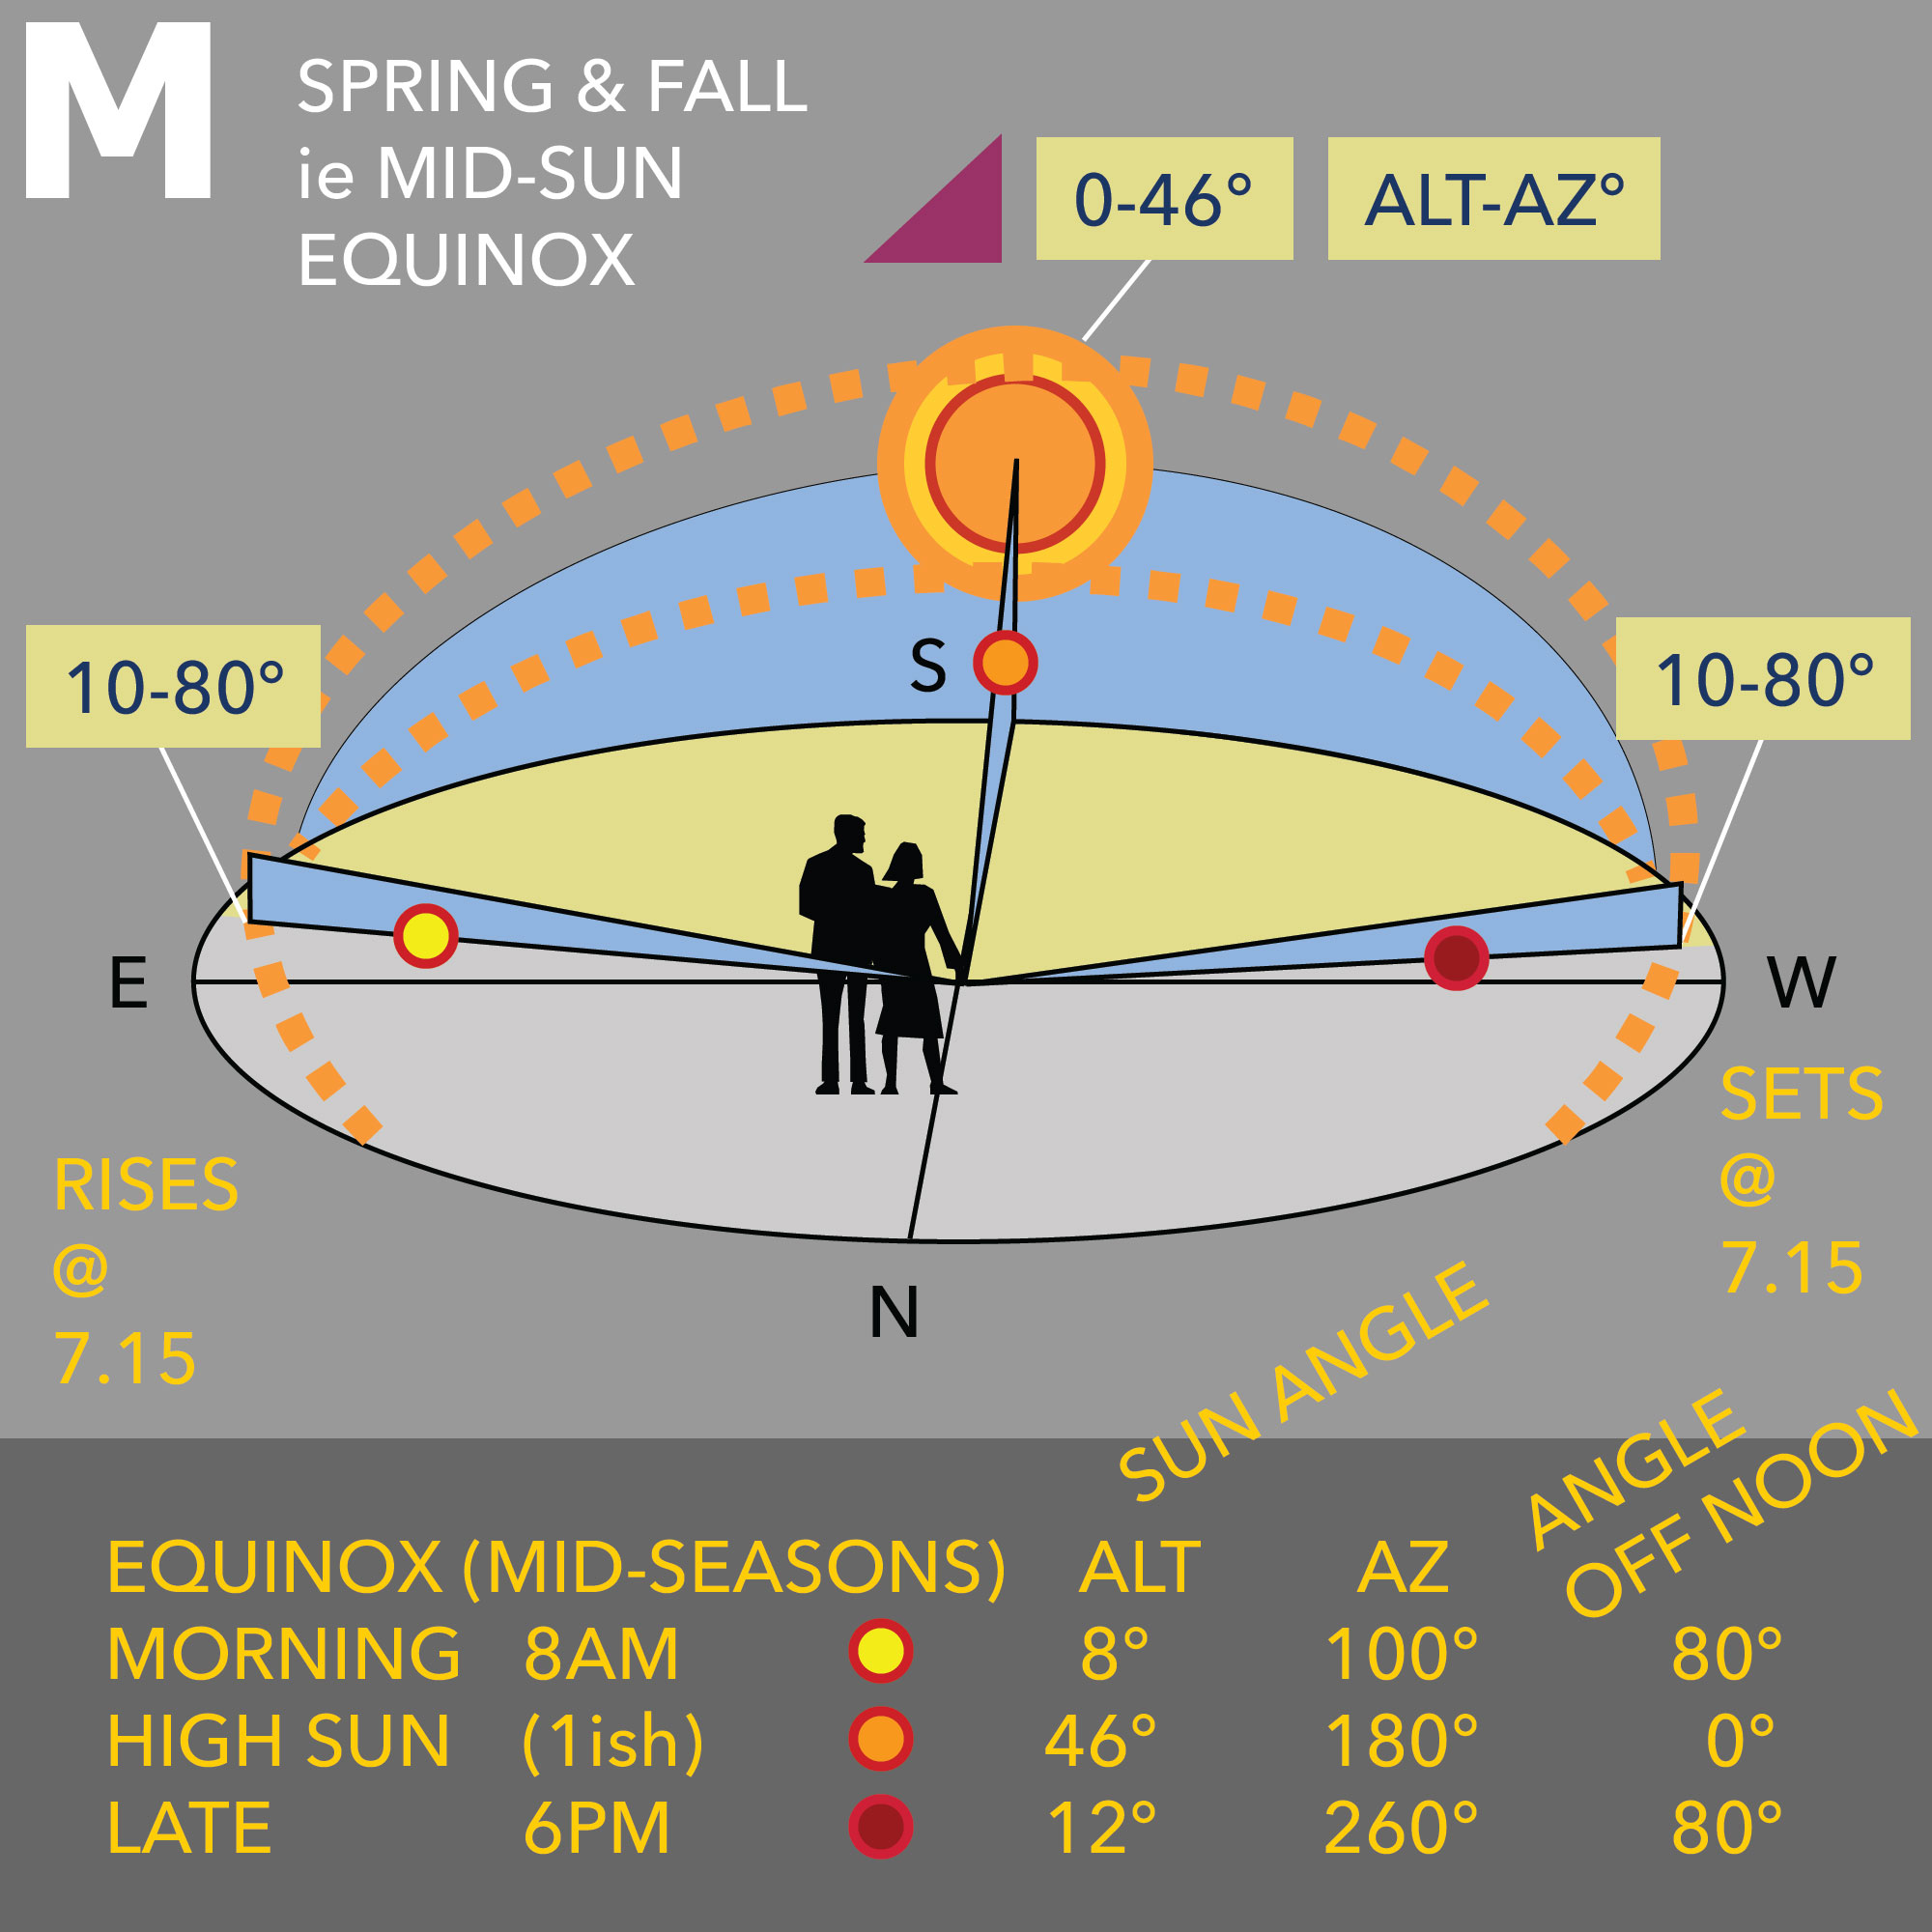 M
SPRING & FALL
ie MID-SUN
EQUINOX
0-46°
ALT-AZ°
10-80°
S
10-80°
E
W
N
RISES
@
7.15
SETS
@
7.15
SUN ANGLE
ANGLE
OFF NOON
EQUINOX (MID-SEASONS) ALT AZ
MORNING 8AM 8° 100° 80°
HIGH SUN (1ish) 46° 180° 0°
LATE 6PM 12° 260° 80°